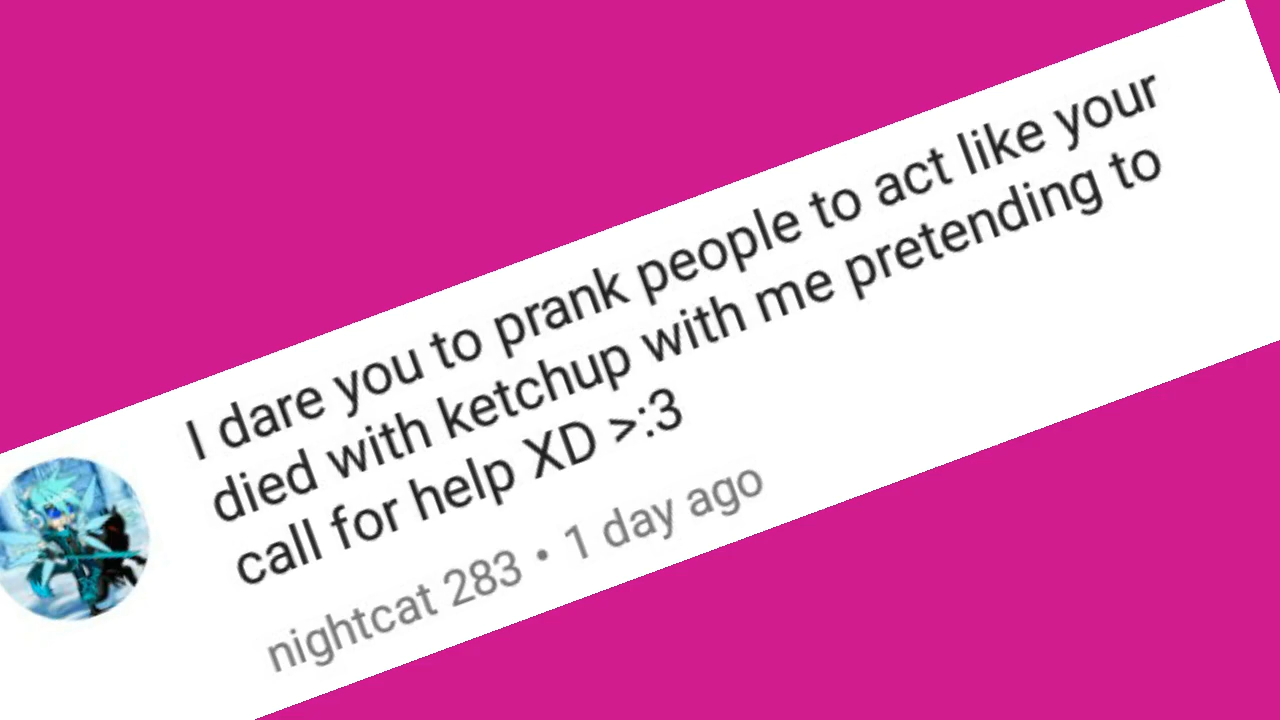 I dare you to prank people to act like your
died with ketchup with me pretending to
call for help XD >:3
nightcat 283 • 1 day ago